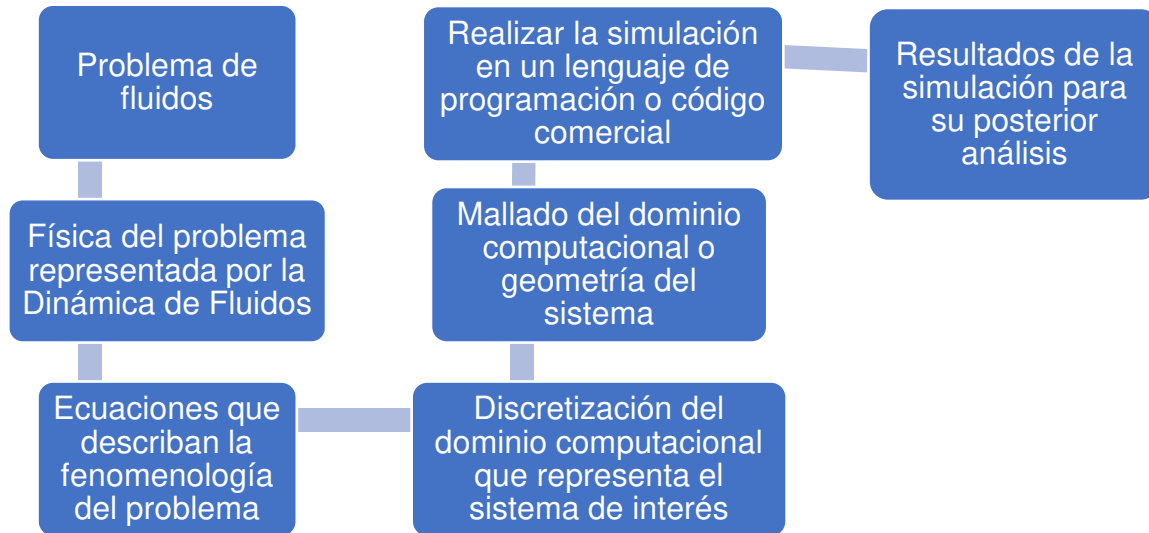 Problema de
fluidos
Física del problema
representada por la
Dinámica de Fluidos
Ecuaciones que
describan la
fenomenología
del problema
Discretización del
dominio computacional
que representa el
sistema de interés
Mallado del dominio
computacional o
geometría del
sistema
Realizar la simulación
en un lenguaje de
programación o código
comercial
Resultados de la
simulación para
su posterior
análisis